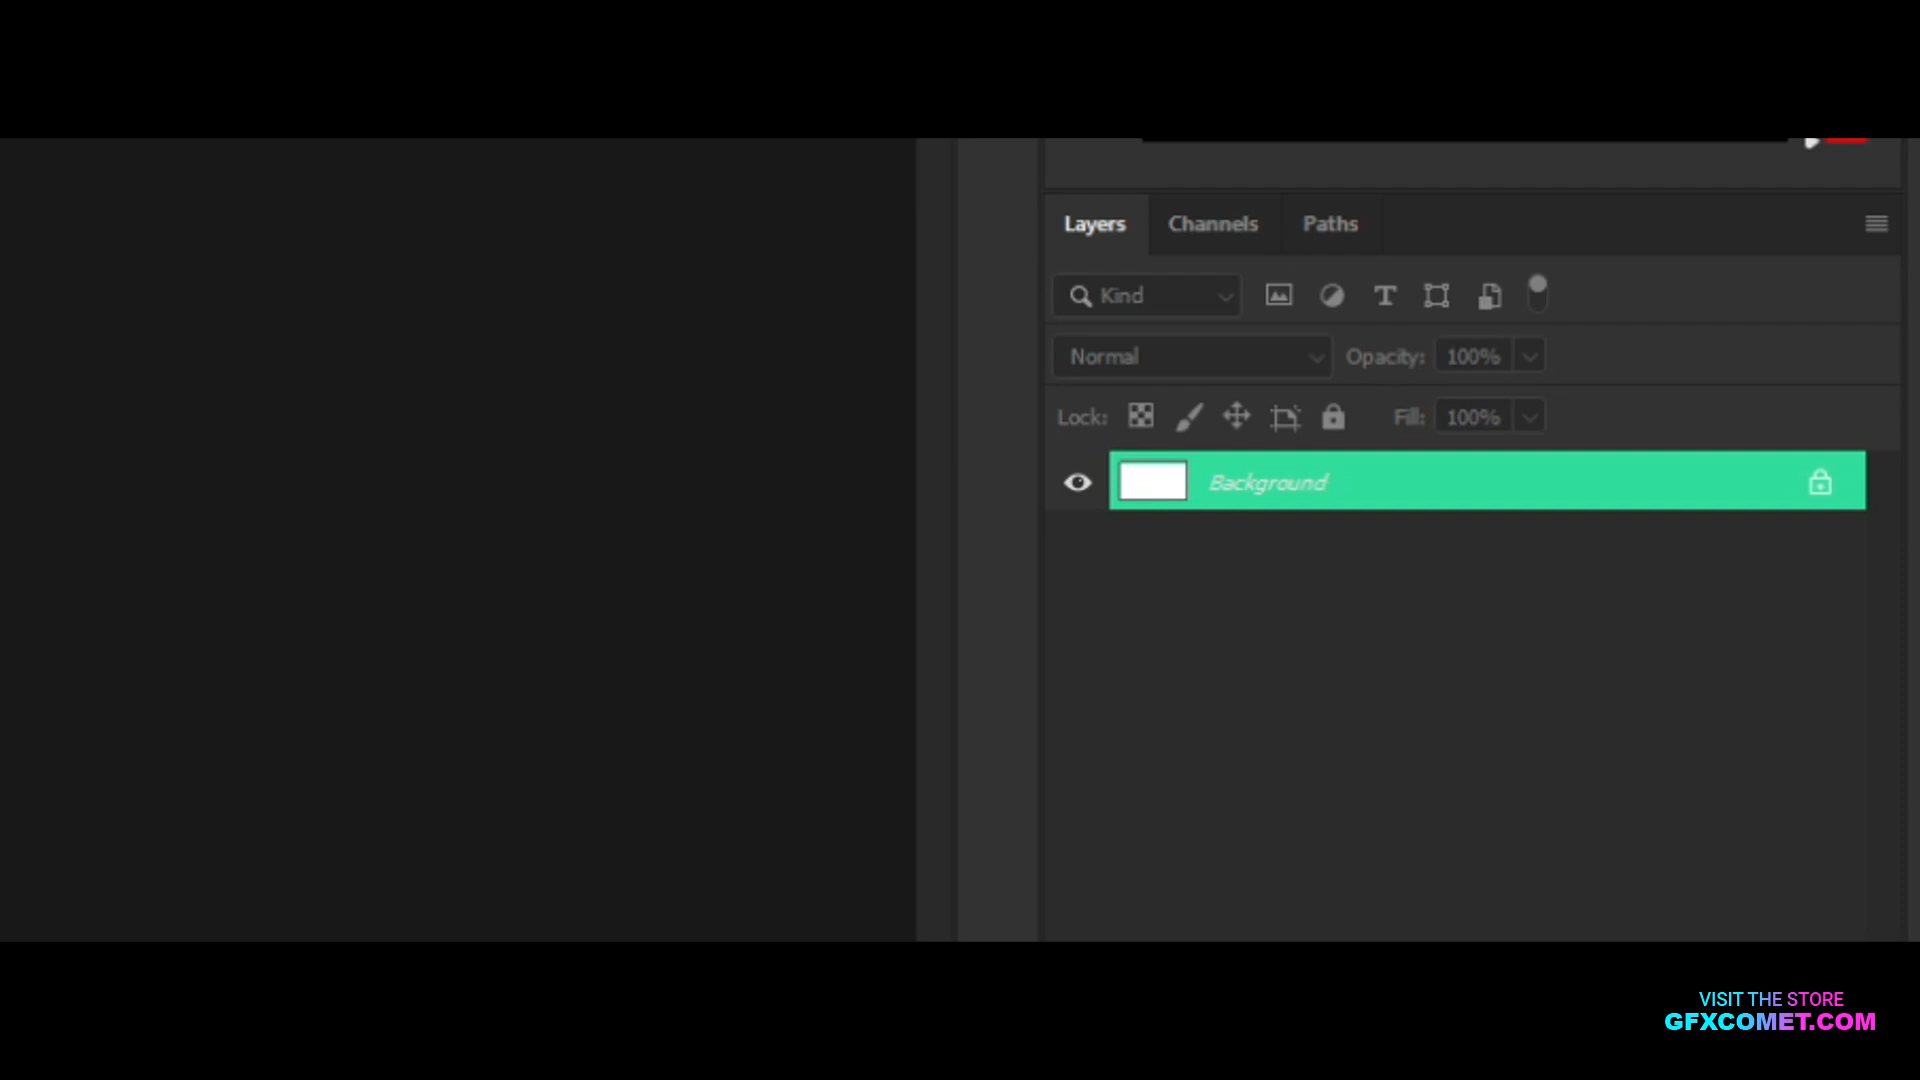 Layers Channels Paths
Kind
Normal Opacity: 100%
Lock: Fill: 100%
Background
VISIT THE STORE
GFXCOMET.COM